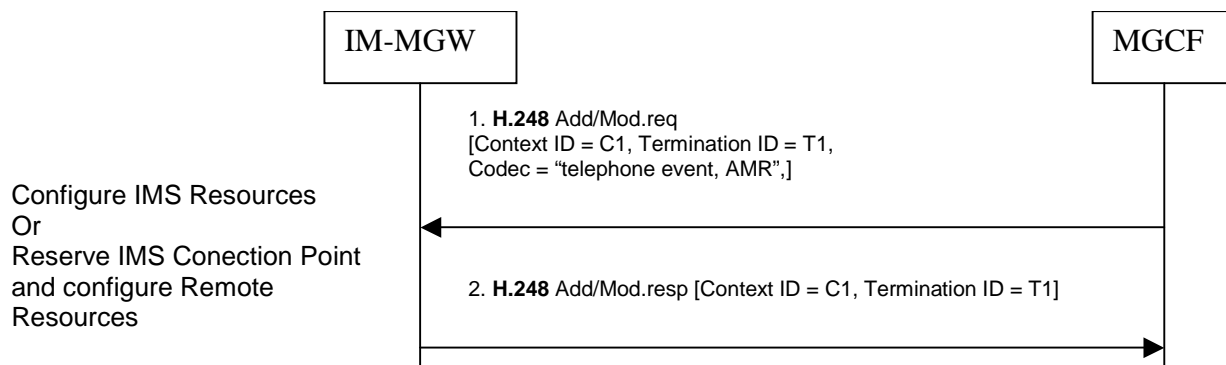 IM-MGW
MGCF
1. H.248 Add/Mod.req
[Context ID = C1, Termination ID = T1,
Codec = “telephone event, AMR”,]
Configure IMS Resources
Or
Reserve IMS Conection Point
and configure Remote
Resources
2. H.248 Add/Mod.resp [Context ID = C1, Termination ID = T1]